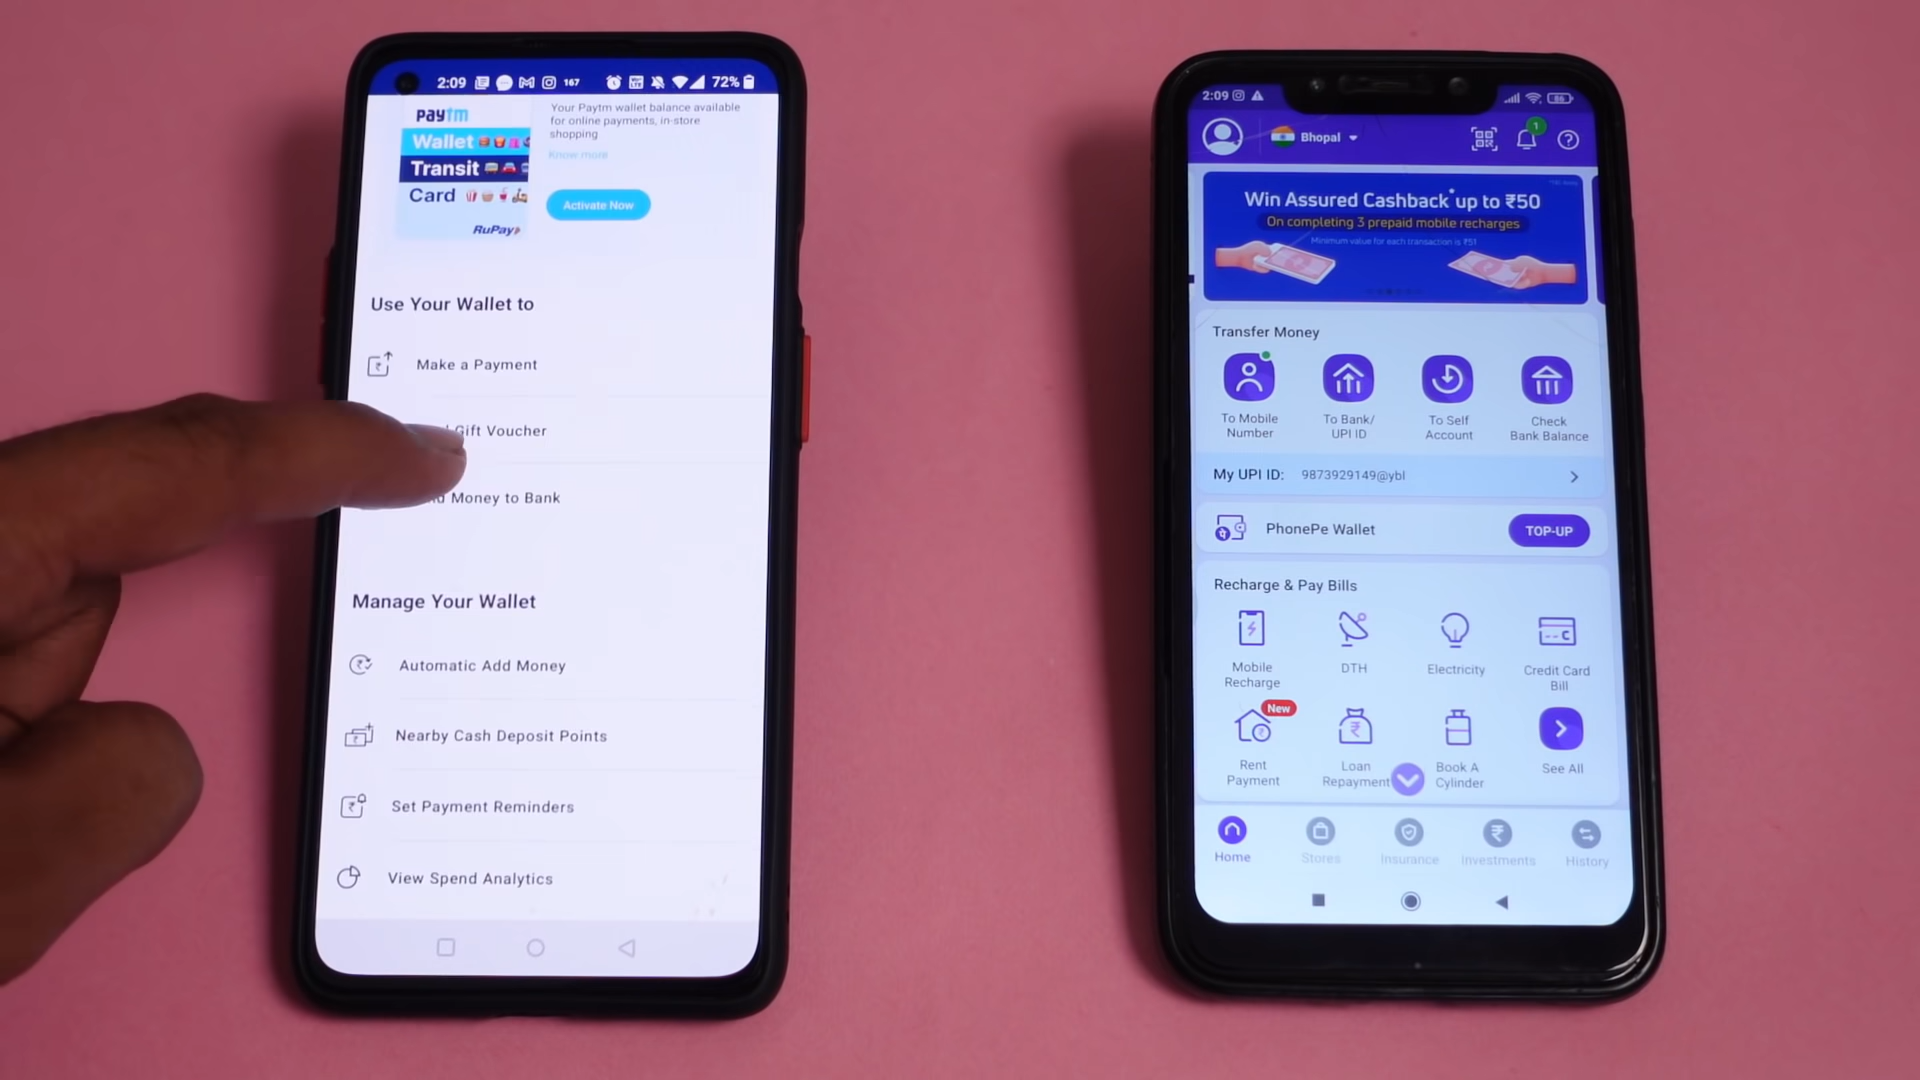 2:09 167 72%
paytm
Wallet
Transit
Card
RuPay
Your Paytm wallet balance available
for online payments, in-store
shopping
Know more
Activate Now
Use Your Wallet to
Make a Payment
Gift Voucher
Money to Bank
Manage Your Wallet
Automatic Add Money
Nearby Cash Deposit Points
Set Payment Reminders
View Spend Analytics
2:09 86
Bhopal
1
Win Assured Cashback* up to ₹50
On completing 3 prepaid mobile recharges
Minimum value for each transaction is ₹51
Transfer Money
To Mobile
Number
To Bank/
UPI ID
To Self
Account
Check
Bank Balance
My UPI ID: 9873929149@ybl
PhonePe Wallet
TOP-UP
Recharge & Pay Bills
Mobile
Recharge
DTH
Electricity
Credit Card
Bill
New
Rent
Payment
Loan
Repayment
Book A
Cylinder
See All
Home
Stores
Insurance
Investments
History